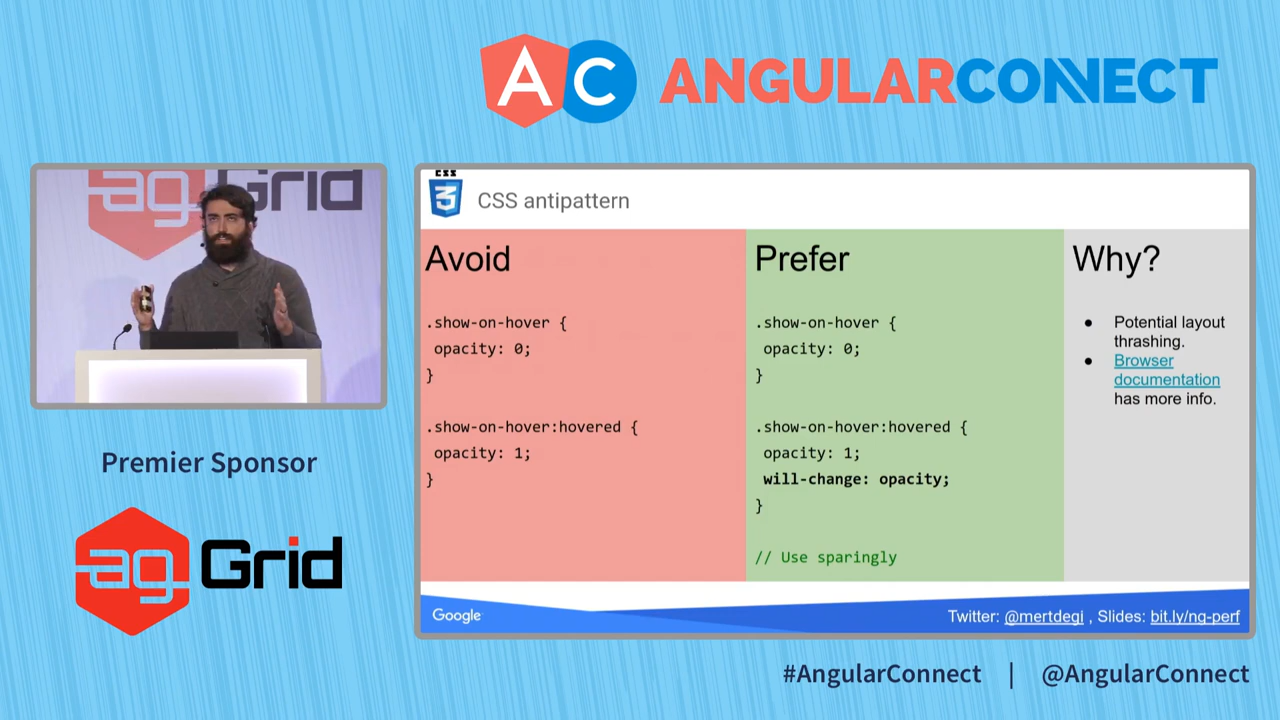 AC ANGULARCONNECT
ag Grid
Premier Sponsor
ag Grid
CSS
3
CSS antipattern
Avoid
.show-on-hover {
opacity: 0;
}
.show-on-hover:hovered {
opacity: 1;
}
Prefer
.show-on-hover {
opacity: 0;
}
.show-on-hover:hovered {
opacity: 1;
will-change: opacity;
}
// Use sparingly
Why?
● Potential layout
thrashing.
● Browser
documentation
has more info.
Google
Twitter: @mertdegi , Slides: bit.ly/ng-perf
#AngularConnect | @AngularConnect